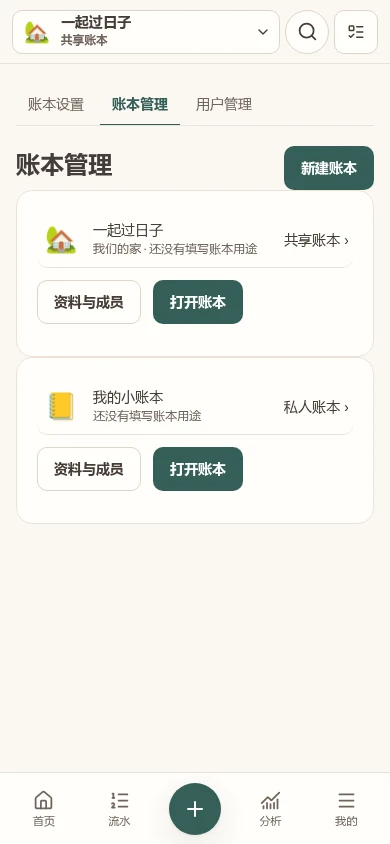 一起过日子
共享账本
账本设置
账本管理
用户管理
账本管理
新建账本
一起过日子
我们的家 · 还没有填写账本用途
共享账本 ›
资料与成员
打开账本
我的小账本
还没有填写账本用途
私人账本 ›
资料与成员
打开账本
首页
流水
分析
我的